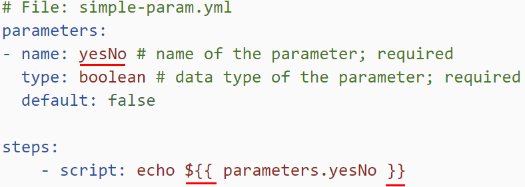 # File: simple-param.yml
parameters:
- name: yesNo # name of the parameter; required
  type: boolean # data type of the parameter; required
  default: false
steps:
    - script: echo ${{ parameters.yesNo }}